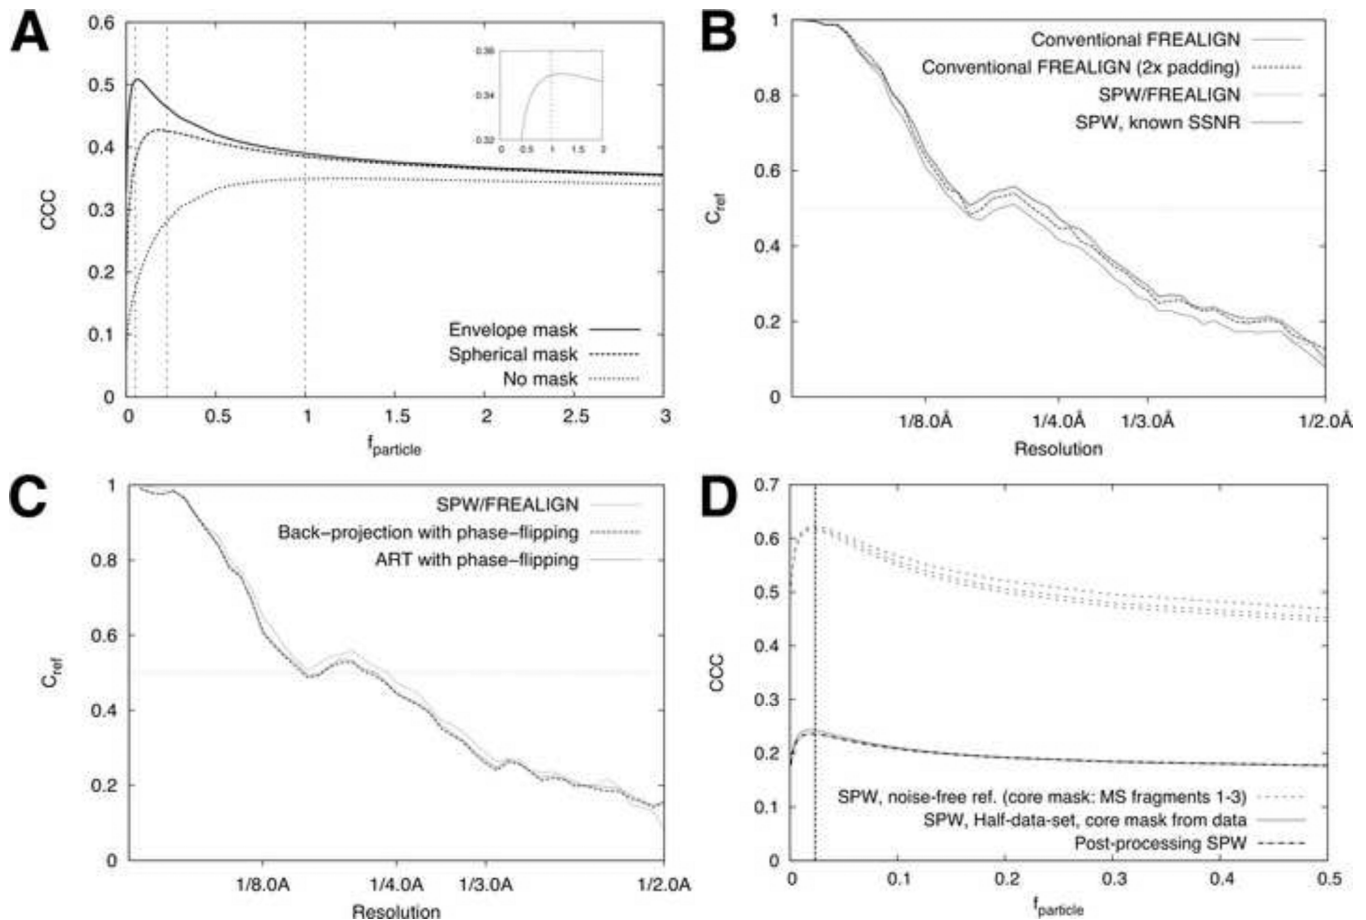 A
0.6
0.5
0.4
0.3
0.2
0.1
0
CCC
0.36
0.34
0.32
0 0.5 1 1.5 2
Envelope mask
Spherical mask
No mask
0 0.5 1 1.5 2 2.5 3
fparticle
B
1
0.8
0.6
0.4
0.2
0
Cref
Conventional FREALIGN
Conventional FREALIGN (2x padding)
SPW/FREALIGN
SPW, known SSNR
1/8.0Å 1/4.0Å 1/3.0Å 1/2.0Å
Resolution
C
1
0.8
0.6
0.4
0.2
0
Cref
SPW/FREALIGN
Back-projection with phase-flipping
ART with phase-flipping
1/8.0A 1/4.0A 1/3.0A 1/2.0A
Resolution
D
0.7
0.6
0.5
0.4
0.3
0.2
0.1
0
CCC
SPW, noise-free ref. (core mask: MS fragments 1-3)
SPW, Half-data-set, core mask from data
Post-processing SPW
0 0.1 0.2 0.3 0.4 0.5
fparticle